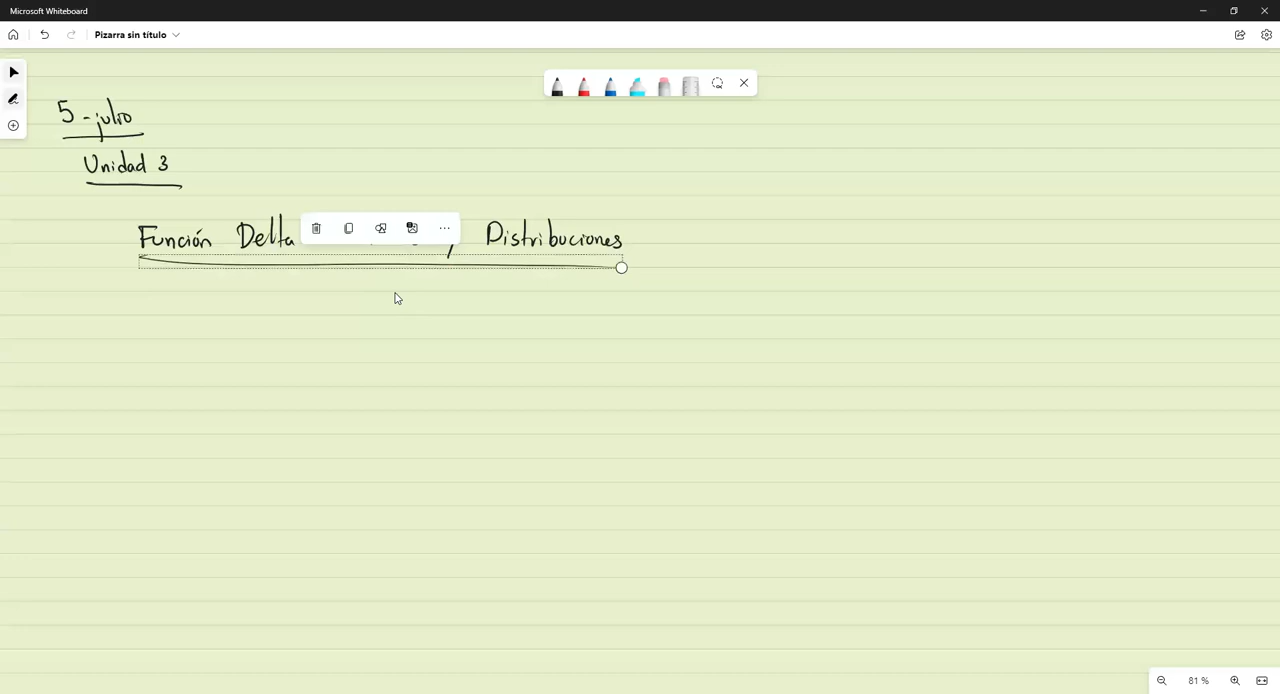 Microsoft Whiteboard
Pizarra sin título
5 - julio
Unidad 3
Función Delta y Distribuciones
81 %